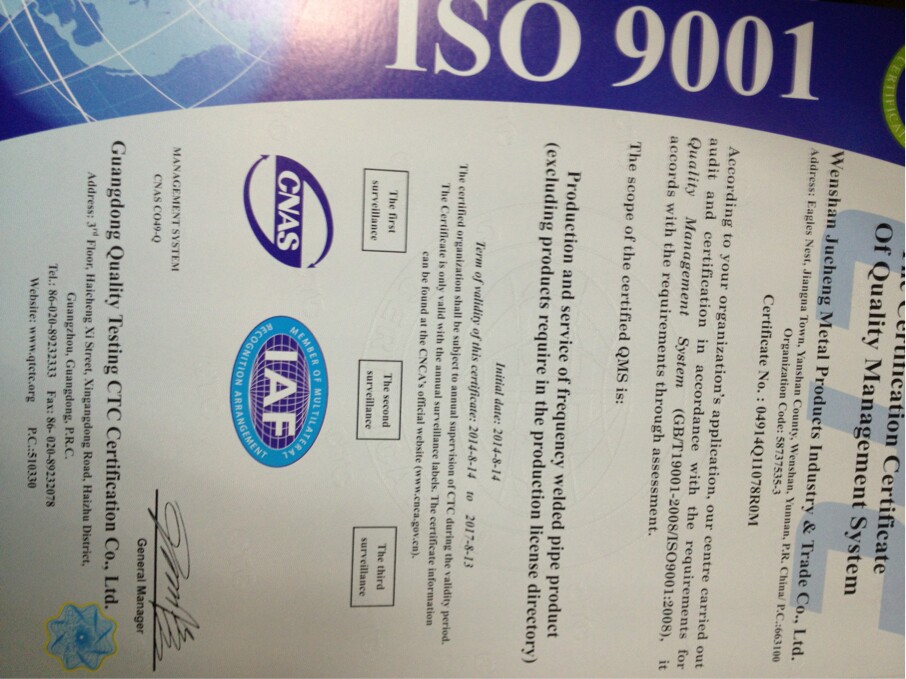 ISO 9001
Certification Certificate
Of Quality Management System
Wenshan Jucheng Metal Products Industry & Trade Co., Ltd.
Address: Eagles Nest, Jiangna Town, Yanshan County, Wenshan, Yunnan, P.R. China/ P.C.:663100
Organization Code: 58737535-3
Certificate No. : 04914Q11078R0M
According to your organization's application, our centre carried out
audit and certification in accordance with the requirements for
Quality Management System (GB/T19001-2008/ISO9001:2008), it
accords with the requirements through assessment.
The scope of the certified QMS is:
Production and service of frequency welded pipe product
(excluding products require in the production license directory)
Initial date: 2014-8-14
Term of validity of this certificate: 2014-8-14 to 2017-8-13
The certified organization shall be subject to annual supervision of CTC during the validity period.
The Certificate is only valid with the annual surveillance labels. The certificate information
can be found at the CNCA's official website (www.cnca.gov.cn).
The first
surveillance
The second
surveillance
The third
surveillance
CNAS
MEMBER OF MULTILATERAL
IAF
RECOGNITION ARRANGEMENT
MANAGEMENT SYSTEM
CNAS CO49-Q
General Manager
Guangdong Quality Testing CTC Certification Co., Ltd.
Address: 3rd Floor, Haicheng Xi Street, Xingangdong Road, Haizhu District,
Guangzhou, Guangdong, P.R.C.
Tel.: 86-020-89232333 Fax: 86- 020-89232078
Website: www.qtctc.org P.C.:510330